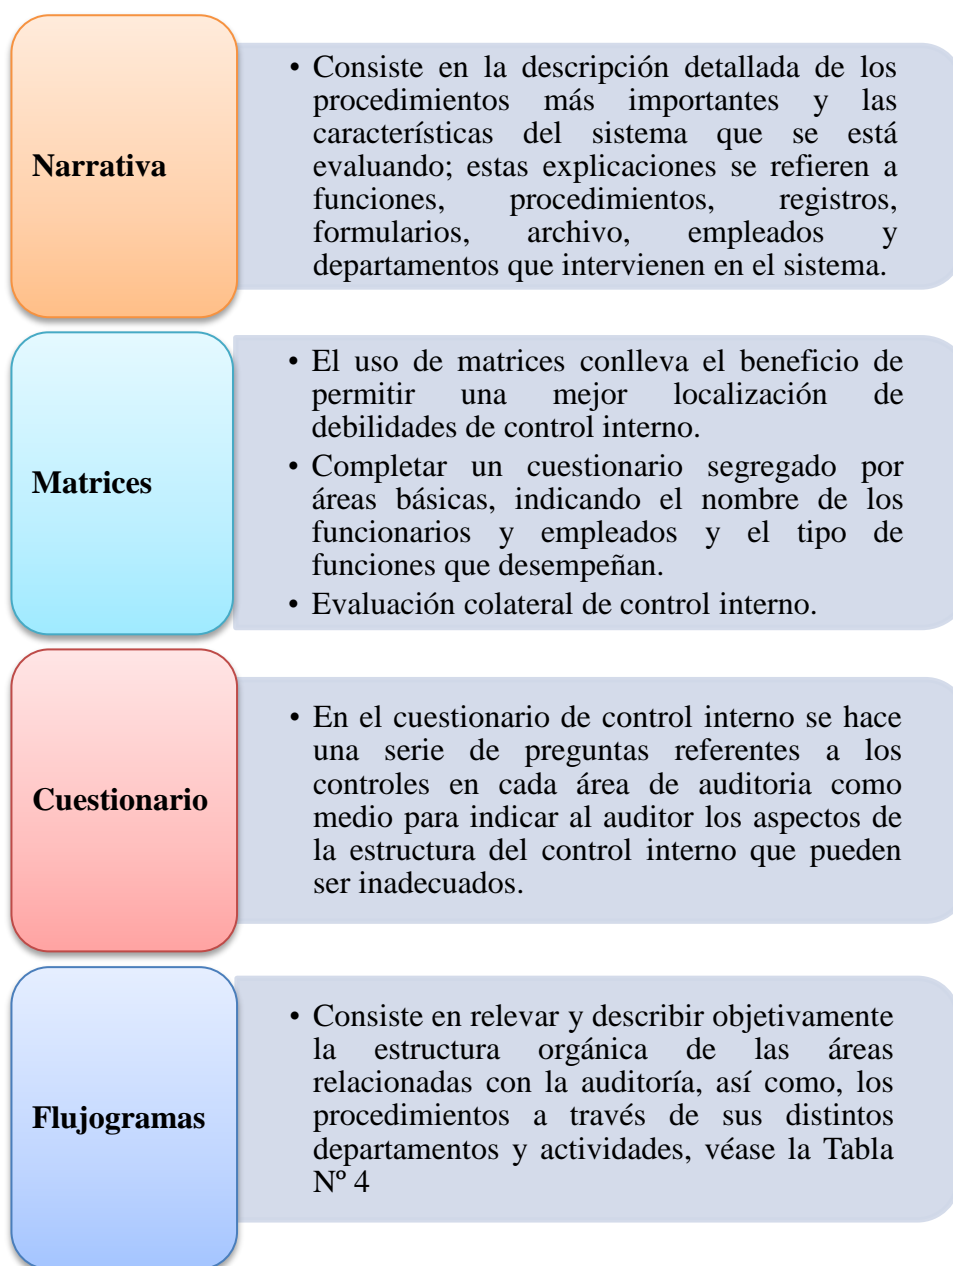 Narrativa
• Consiste en la descripción detallada de los
procedimientos más importantes y las
características del sistema que se está
evaluando; estas explicaciones se refieren a
funciones, procedimientos, registros,
formularios, archivo, empleados y
departamentos que intervienen en el sistema.
Matrices
• El uso de matrices conlleva el beneficio de
permitir una mejor localización de
debilidades de control interno.
• Completar un cuestionario segregado por
áreas básicas, indicando el nombre de los
funcionarios y empleados y el tipo de
funciones que desempeñan.
• Evaluación colateral de control interno.
Cuestionario
• En el cuestionario de control interno se hace
una serie de preguntas referentes a los
controles en cada área de auditoria como
medio para indicar al auditor los aspectos de
la estructura del control interno que pueden
ser inadecuados.
Flujogramas
• Consiste en relevar y describir objetivamente
la estructura orgánica de las áreas
relacionadas con la auditoría, así como, los
procedimientos a través de sus distintos
departamentos y actividades, véase la Tabla
Nº 4